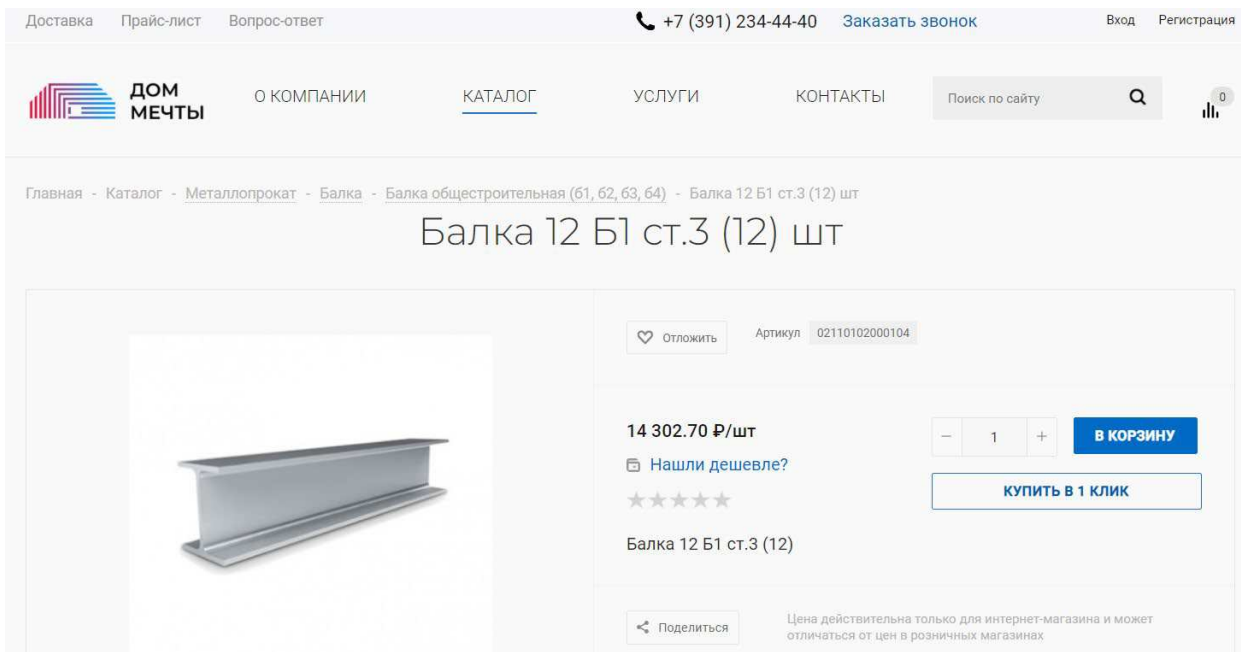 Доставка Прайс-лист Вопрос-ответ +7 (391) 234-44-40 Заказать звонок Вход Регистрация
ДОМ МЕЧТЫ О КОМПАНИИ КАТАЛОГ УСЛУГИ КОНТАКТЫ Поиск по сайту 0
Главная - Каталог - Металлопрокат - Балка - Балка общестроительная (б1, б2, б3, б4) - Балка 12 Б1 ст.3 (12) шт
Балка 12 Б1 ст.3 (12) шт
Отложить Артикул 02110102000104
14 302.70 ₽/шт − 1 + В КОРЗИНУ
Нашли дешевле?
КУПИТЬ В 1 КЛИК
Балка 12 Б1 ст.3 (12)
Поделиться
Цена действительна только для интернет-магазина и может
отличаться от цен в розничных магазинах